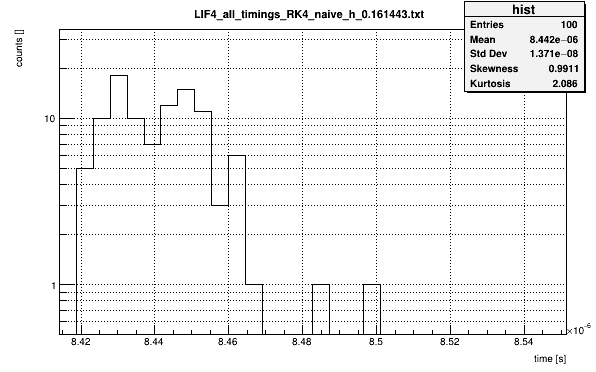 LIF4_all_timings_RK4_naive_h_0.161443.txt
hist
Entries 100
Mean 8.442e−06
Std Dev 1.371e−08
Skewness 0.9911
Kurtosis 2.086
counts []
10
1
8.42 8.44 8.46 8.48 8.5 8.52 8.54
×10⁻⁶
time [s]